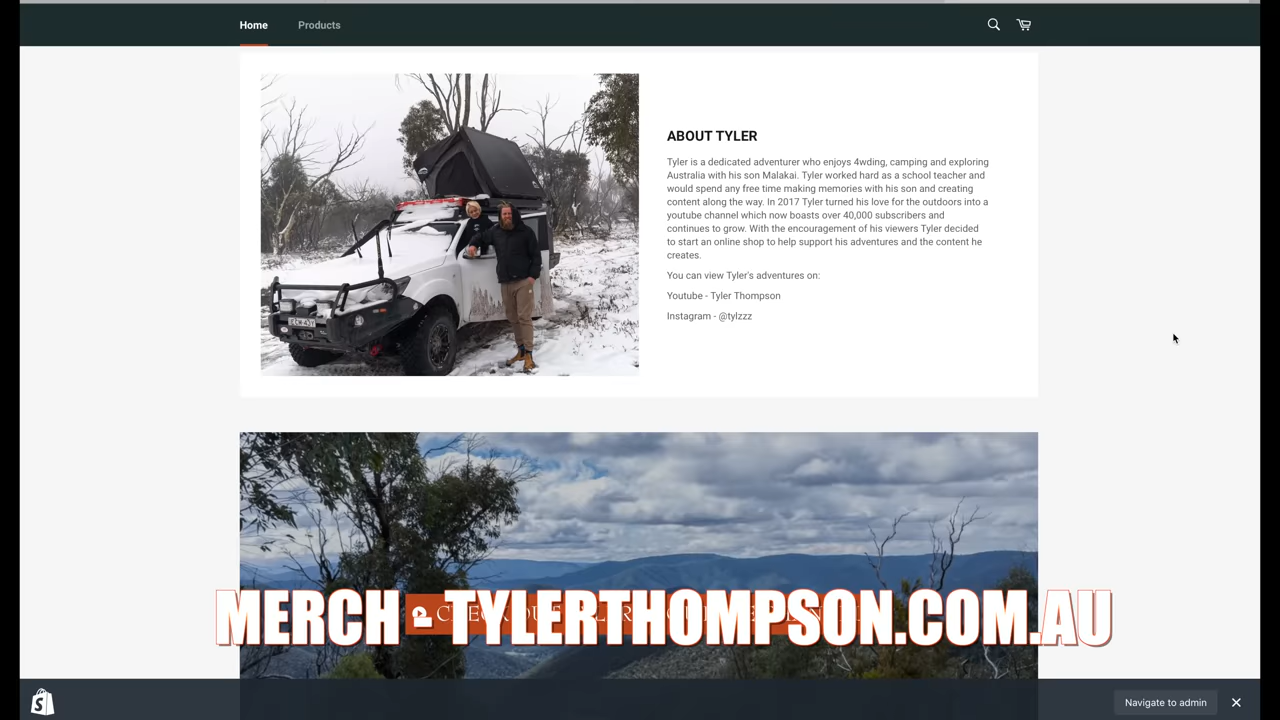 Home
Products
ABOUT TYLER
Tyler is a dedicated adventurer who enjoys 4wding, camping and exploring
Australia with his son Malakai. Tyler worked hard as a school teacher and
would spend any free time making memories with his son and creating
content along the way. In 2017 Tyler turned his love for the outdoors into a
youtube channel which now boasts over 40,000 subscribers and
continues to grow. With the encouragement of his viewers Tyler decided
to start an online shop to help support his adventures and the content he
creates.
You can view Tyler's adventures on:
Youtube - Tyler Thompson
Instagram - @tylzzz
MERCH - TYLERTHOMPSON.COM.AU
Navigate to admin